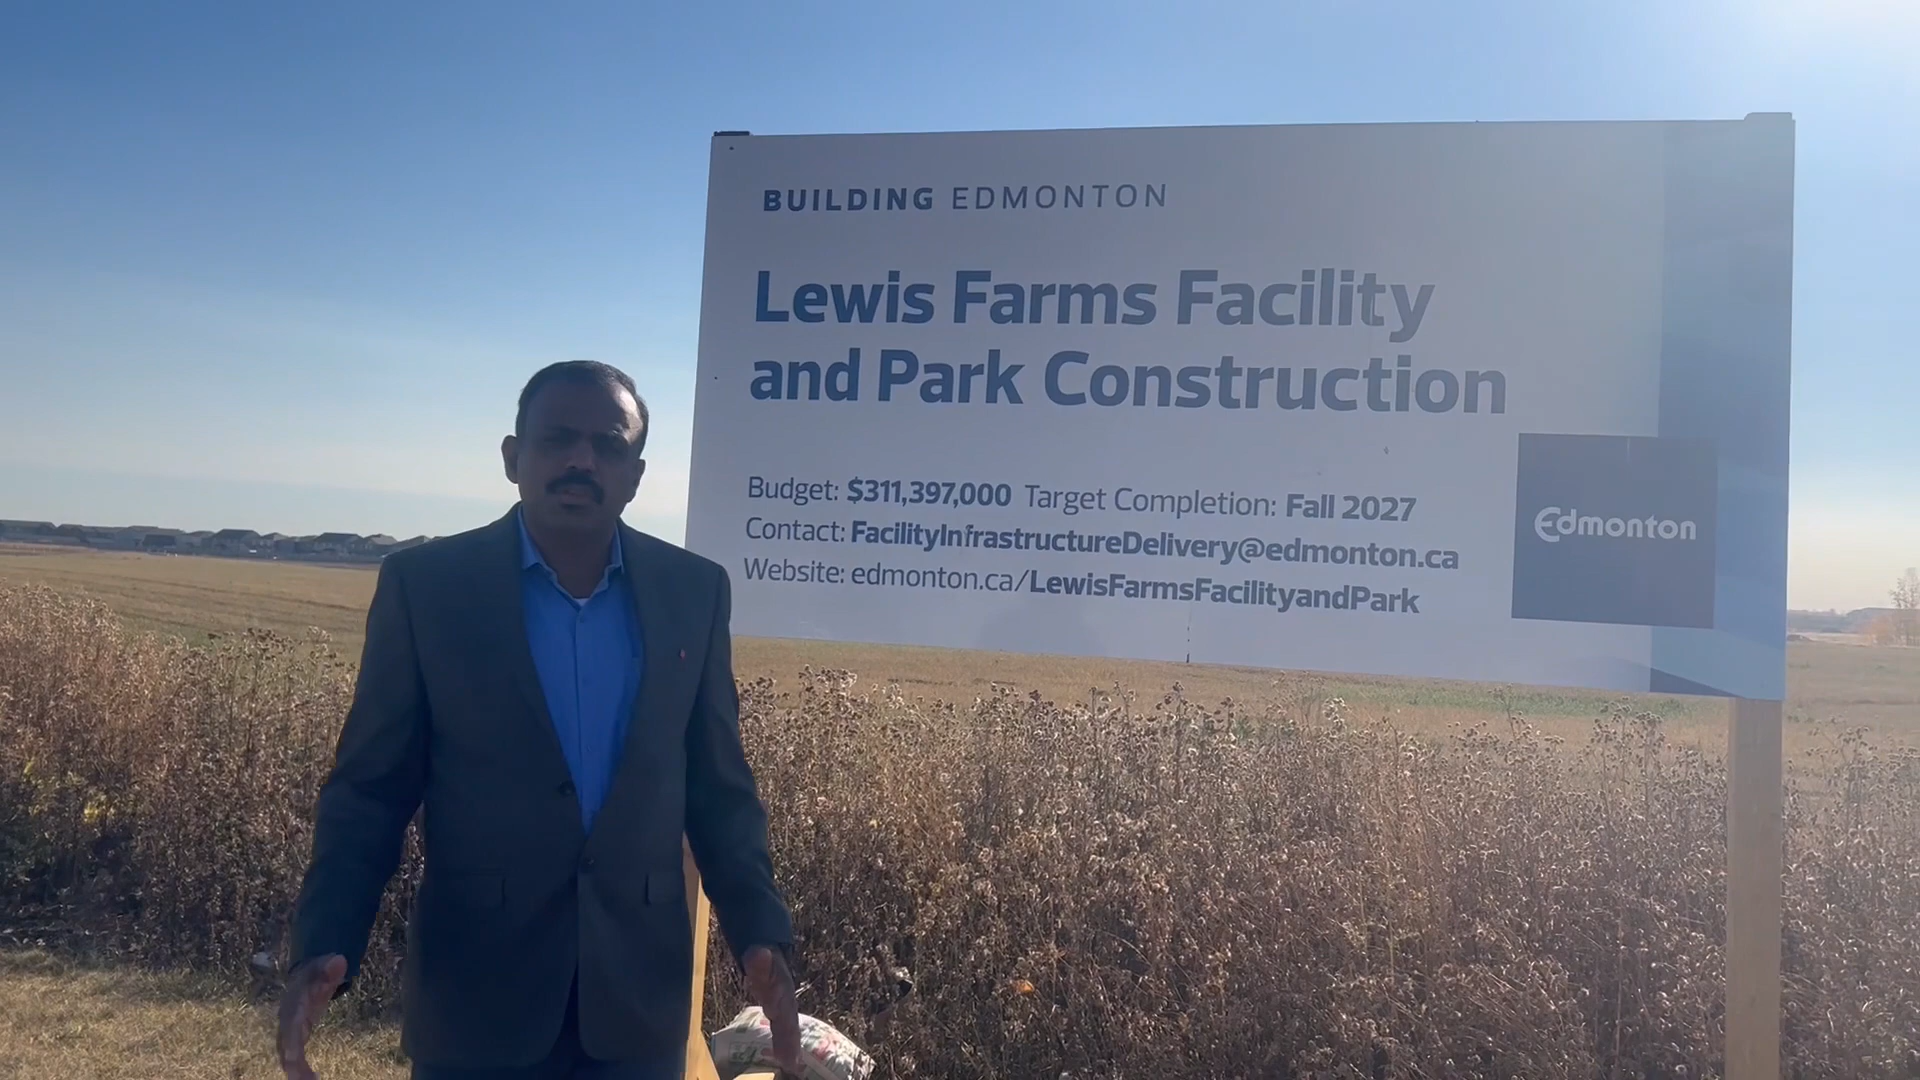 BUILDING EDMONTON
Lewis Farms Facility
and Park Construction
Budget: $311,397,000 Target Completion: Fall 2027
Contact: FacilityInfrastructureDelivery@edmonton.ca
Website: edmonton.ca/LewisFarmsFacilityandPark
Edmonton